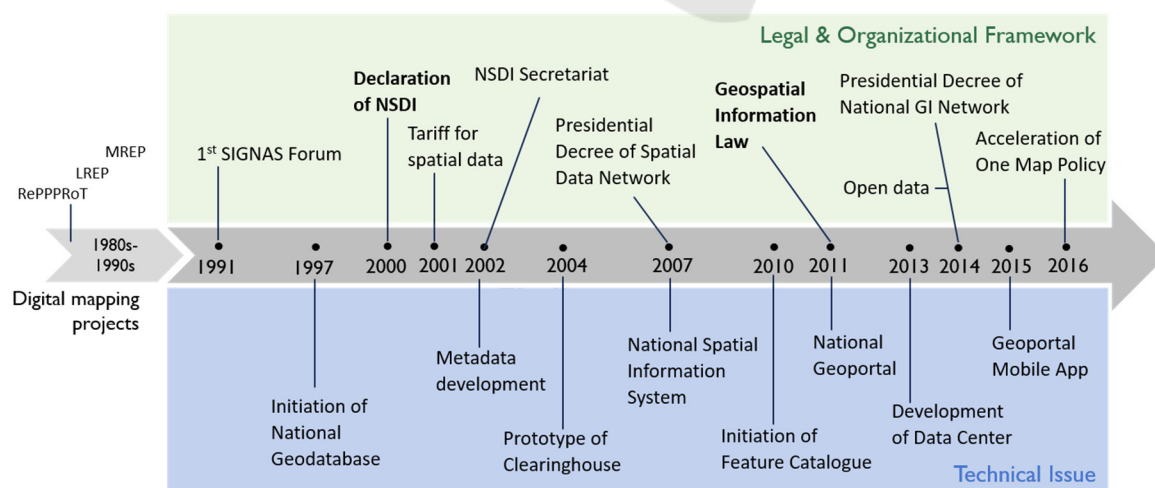 Legal & Organizational Framework
Declaration
of NSDI
NSDI Secretariat
Geospatial
Information
Law
Presidential Decree of
National GI Network
Tariff for
spatial data
Presidential
Decree of Spatial
Data Network
Acceleration of
One Map Policy
1st SIGNAS Forum
Open data
MREP
LREP
RePPPRoT
1980s-
1990s
1991
1997
2000
2001
2002
2004
2007
2010
2011
2013
2014
2015
2016
Digital mapping
projects
Metadata
development
National Spatial
Information
System
National
Geoportal
Geoportal
Mobile App
Initiation of
National
Geodatabase
Prototype of
Clearinghouse
Initiation of
Feature Catalogue
Development
of Data Center
Technical Issue